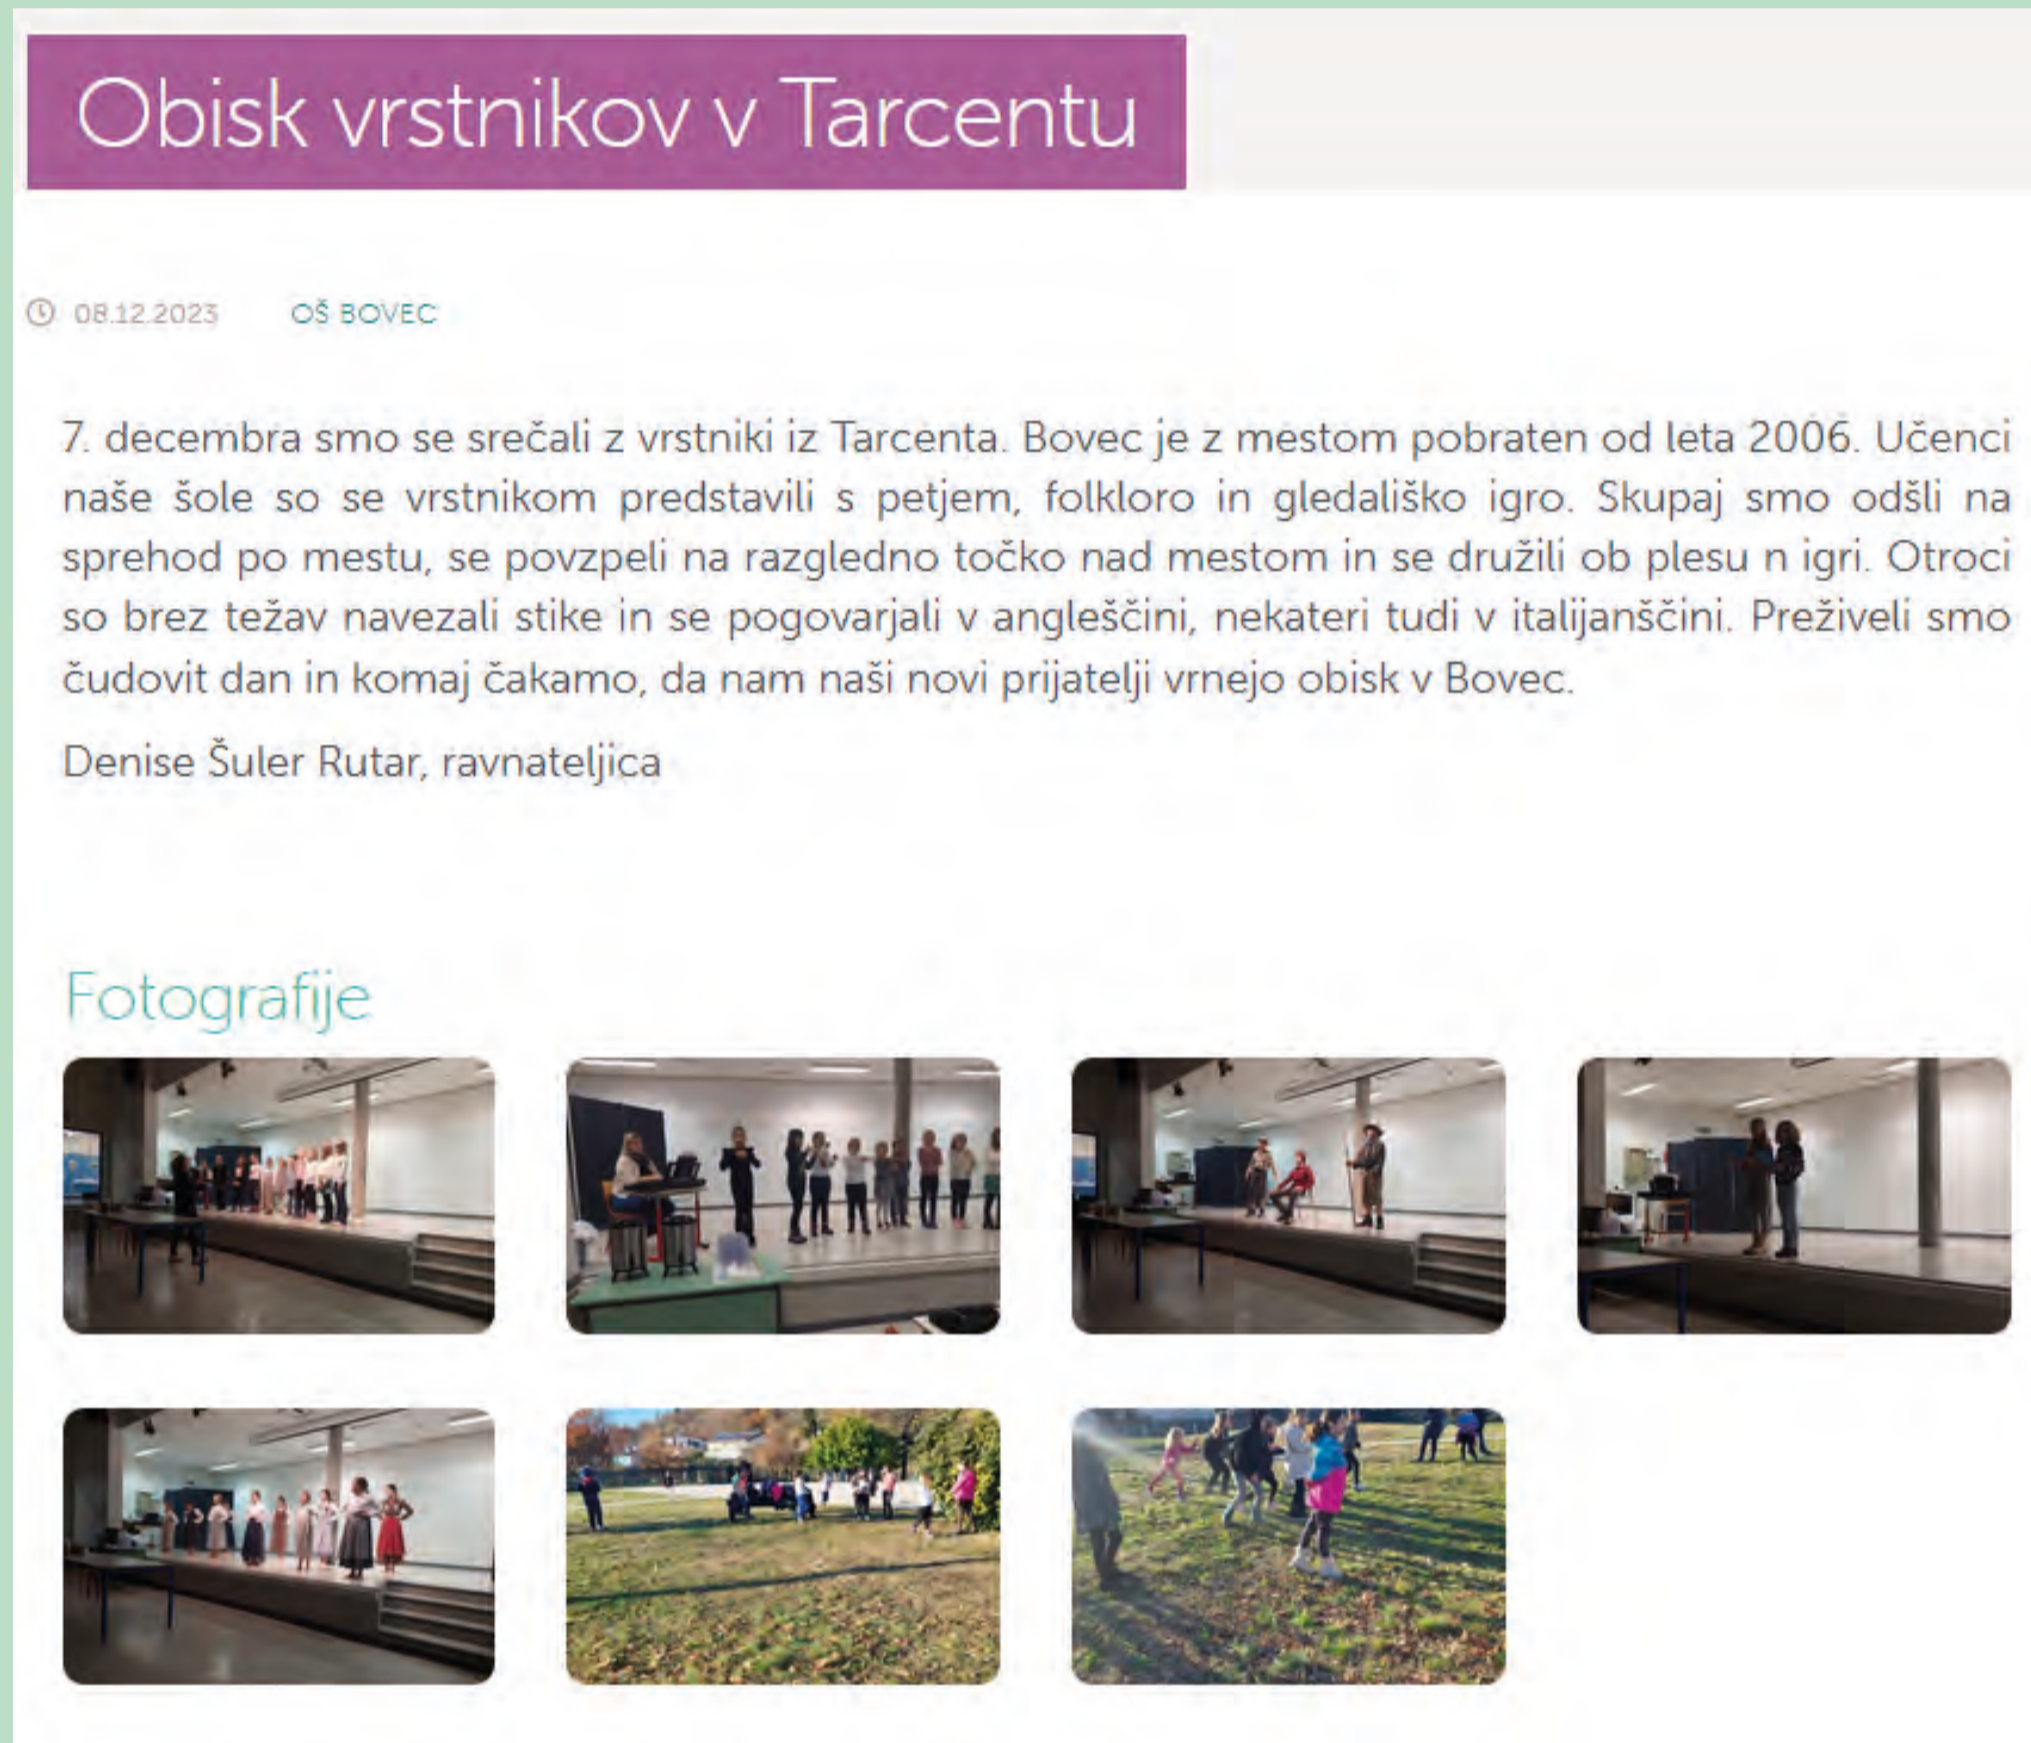 Obisk vrstnikov v Tarcentu
08.12.2023 OŠ BOVEC
7. decembra smo se srečali z vrstniki iz Tarcenta. Bovec je z mestom pobraten od leta 2006. Učenci
naše šole so se vrstnikom predstavili s petjem, folkloro in gledališko igro. Skupaj smo odšli na
sprehod po mestu, se povzpeli na razgledno točko nad mestom in se družili ob plesu n igri. Otroci
so brez težav navezali stike in se pogovarjali v angleščini, nekateri tudi v italijanščini. Preživeli smo
čudovit dan in komaj čakamo, da nam naši novi prijatelji vrnejo obisk v Bovec.
Denise Šuler Rutar, ravnateljica
Fotografije